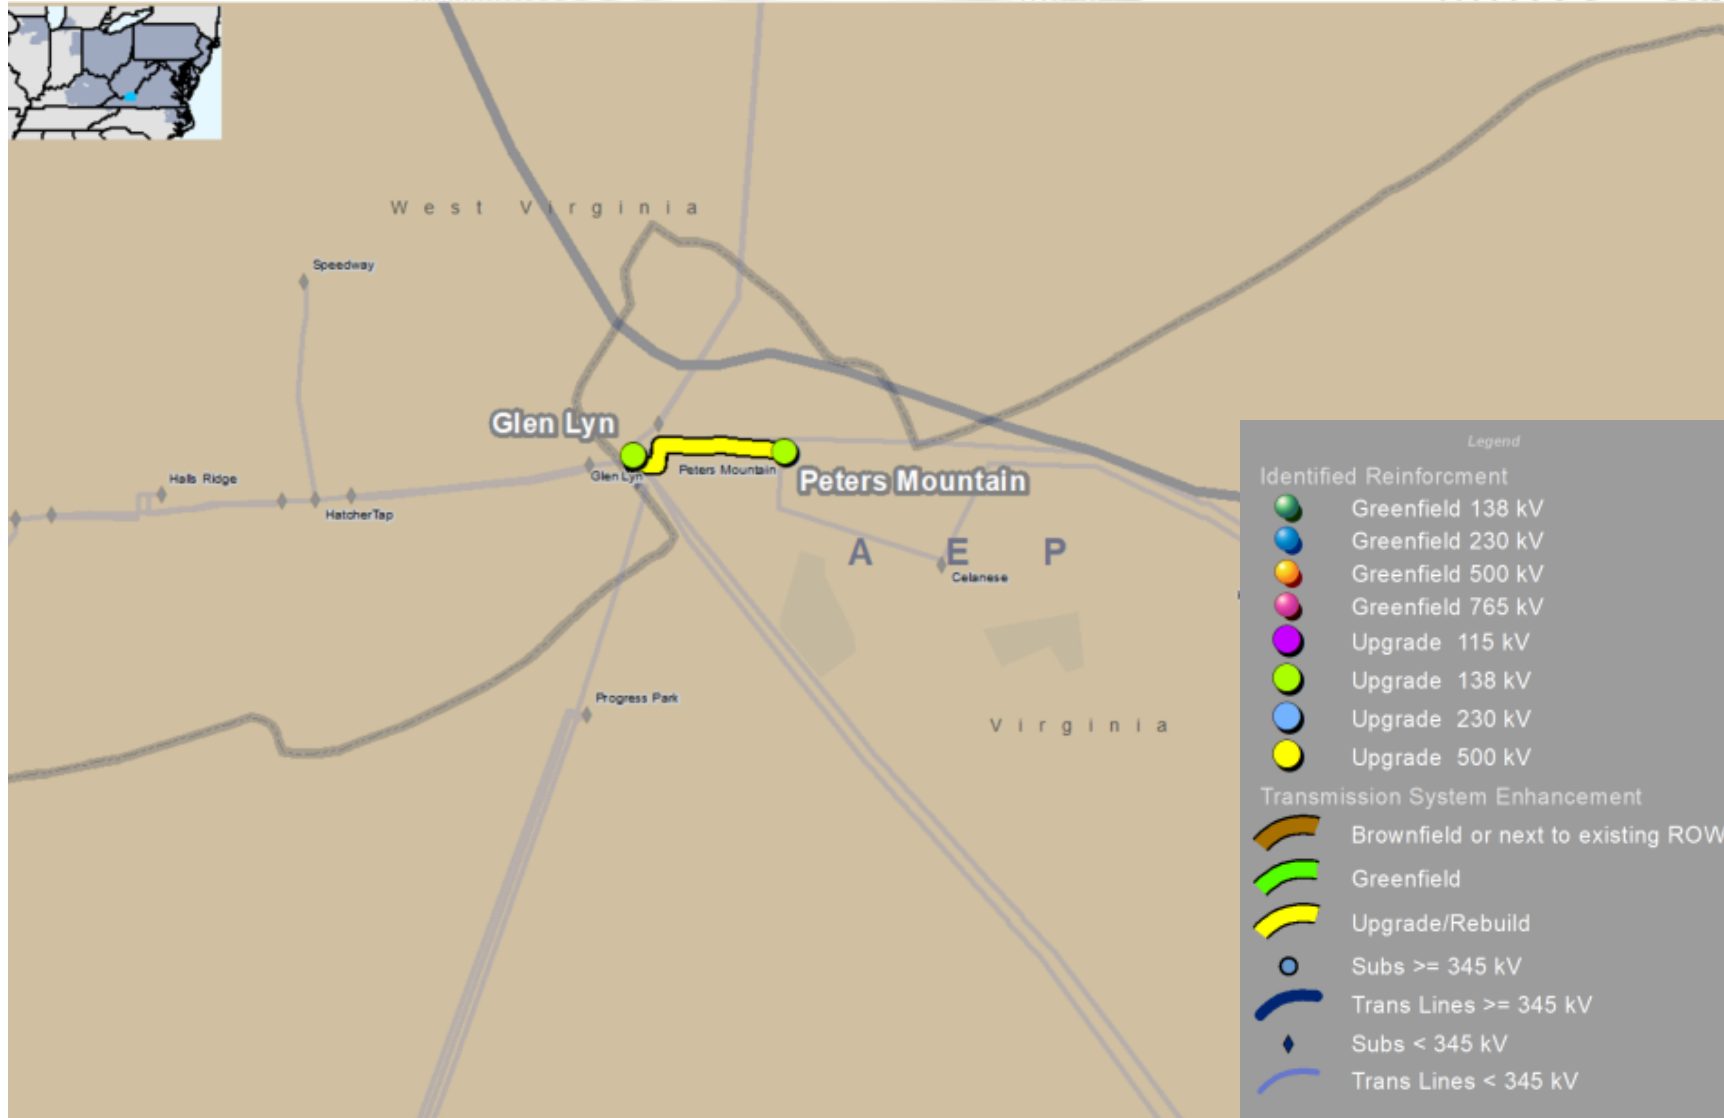 West Virginia
Speedway
Glen Lyn
Halls Ridge
Glen Lyn
Peters Mountain
Peters Mountain
HatcherTap
A E P
Celanese
Progress Park
Virginia
Legend
Identified Reinforcment
Greenfield 138 kV
Greenfield 230 kV
Greenfield 500 kV
Greenfield 765 kV
Upgrade 115 kV
Upgrade 138 kV
Upgrade 230 kV
Upgrade 500 kV
Transmission System Enhancement
Brownfield or next to existing ROW
Greenfield
Upgrade/Rebuild
Subs >= 345 kV
Trans Lines >= 345 kV
Subs < 345 kV
Trans Lines < 345 kV